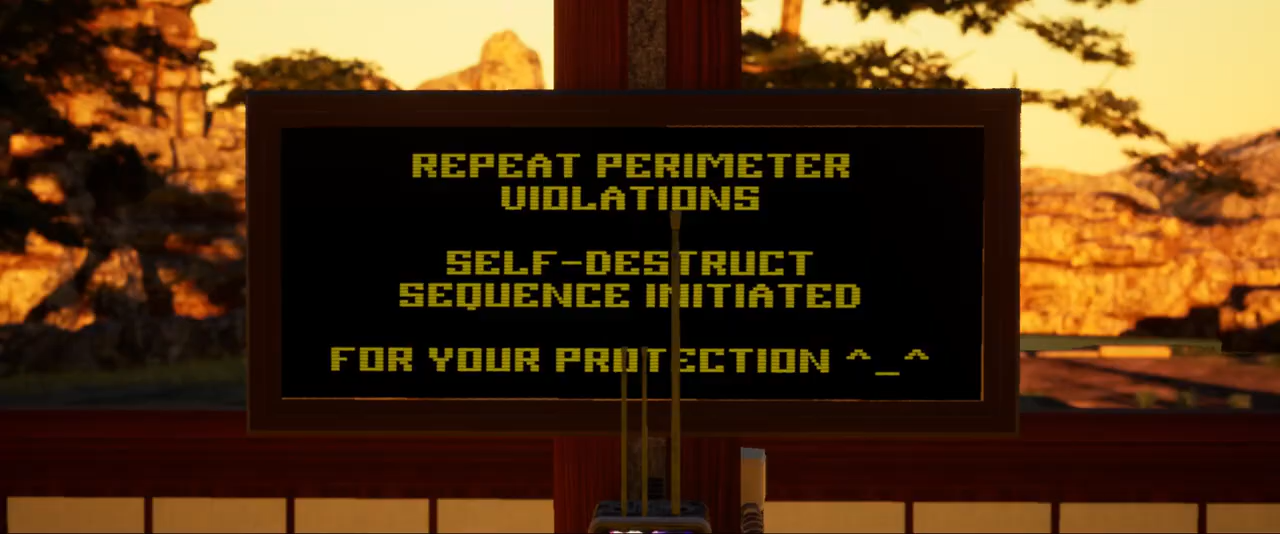 REPEAT PERIMETER
VIOLATIONS
SELF-DESTRUCT
SEQUENCE INITIATED
FOR YOUR PROTECTION ^_^